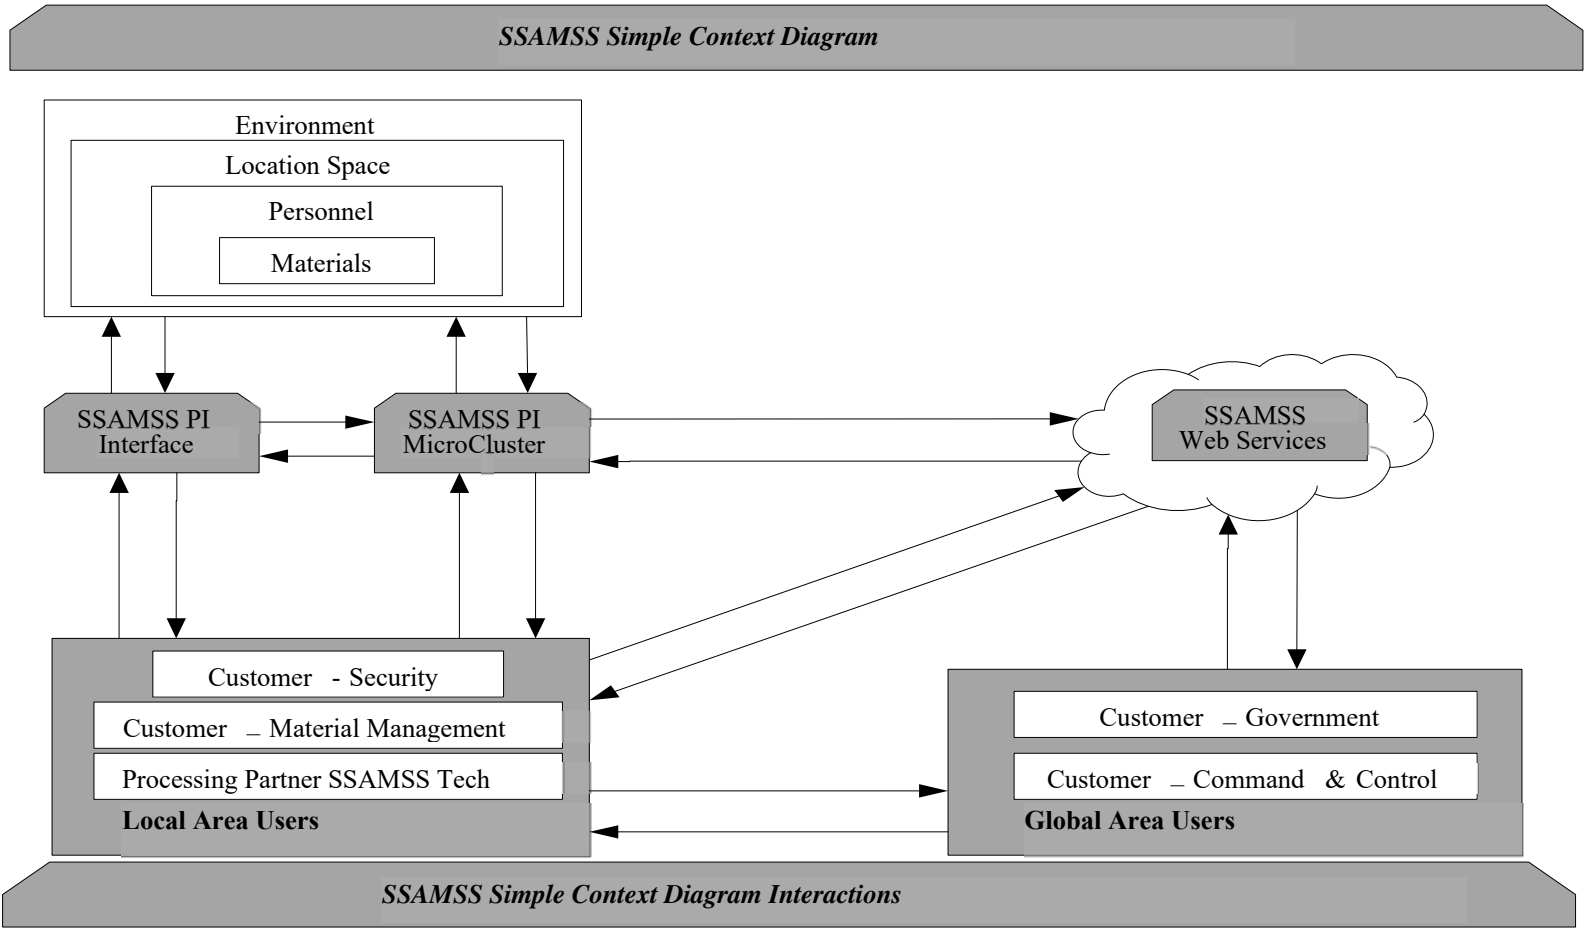 SSAMSS Simple Context Diagram
Environment
Location Space
Personnel
Materials
SSAMSS PI
Interface
SSAMSS PI
MicroCluster
SSAMSS
Web Services
Customer - Security
Customer – Material Management
Processing Partner SSAMSS Tech
Local Area Users
Customer – Government
Customer – Command & Control
Global Area Users
SSAMSS Simple Context Diagram Interactions